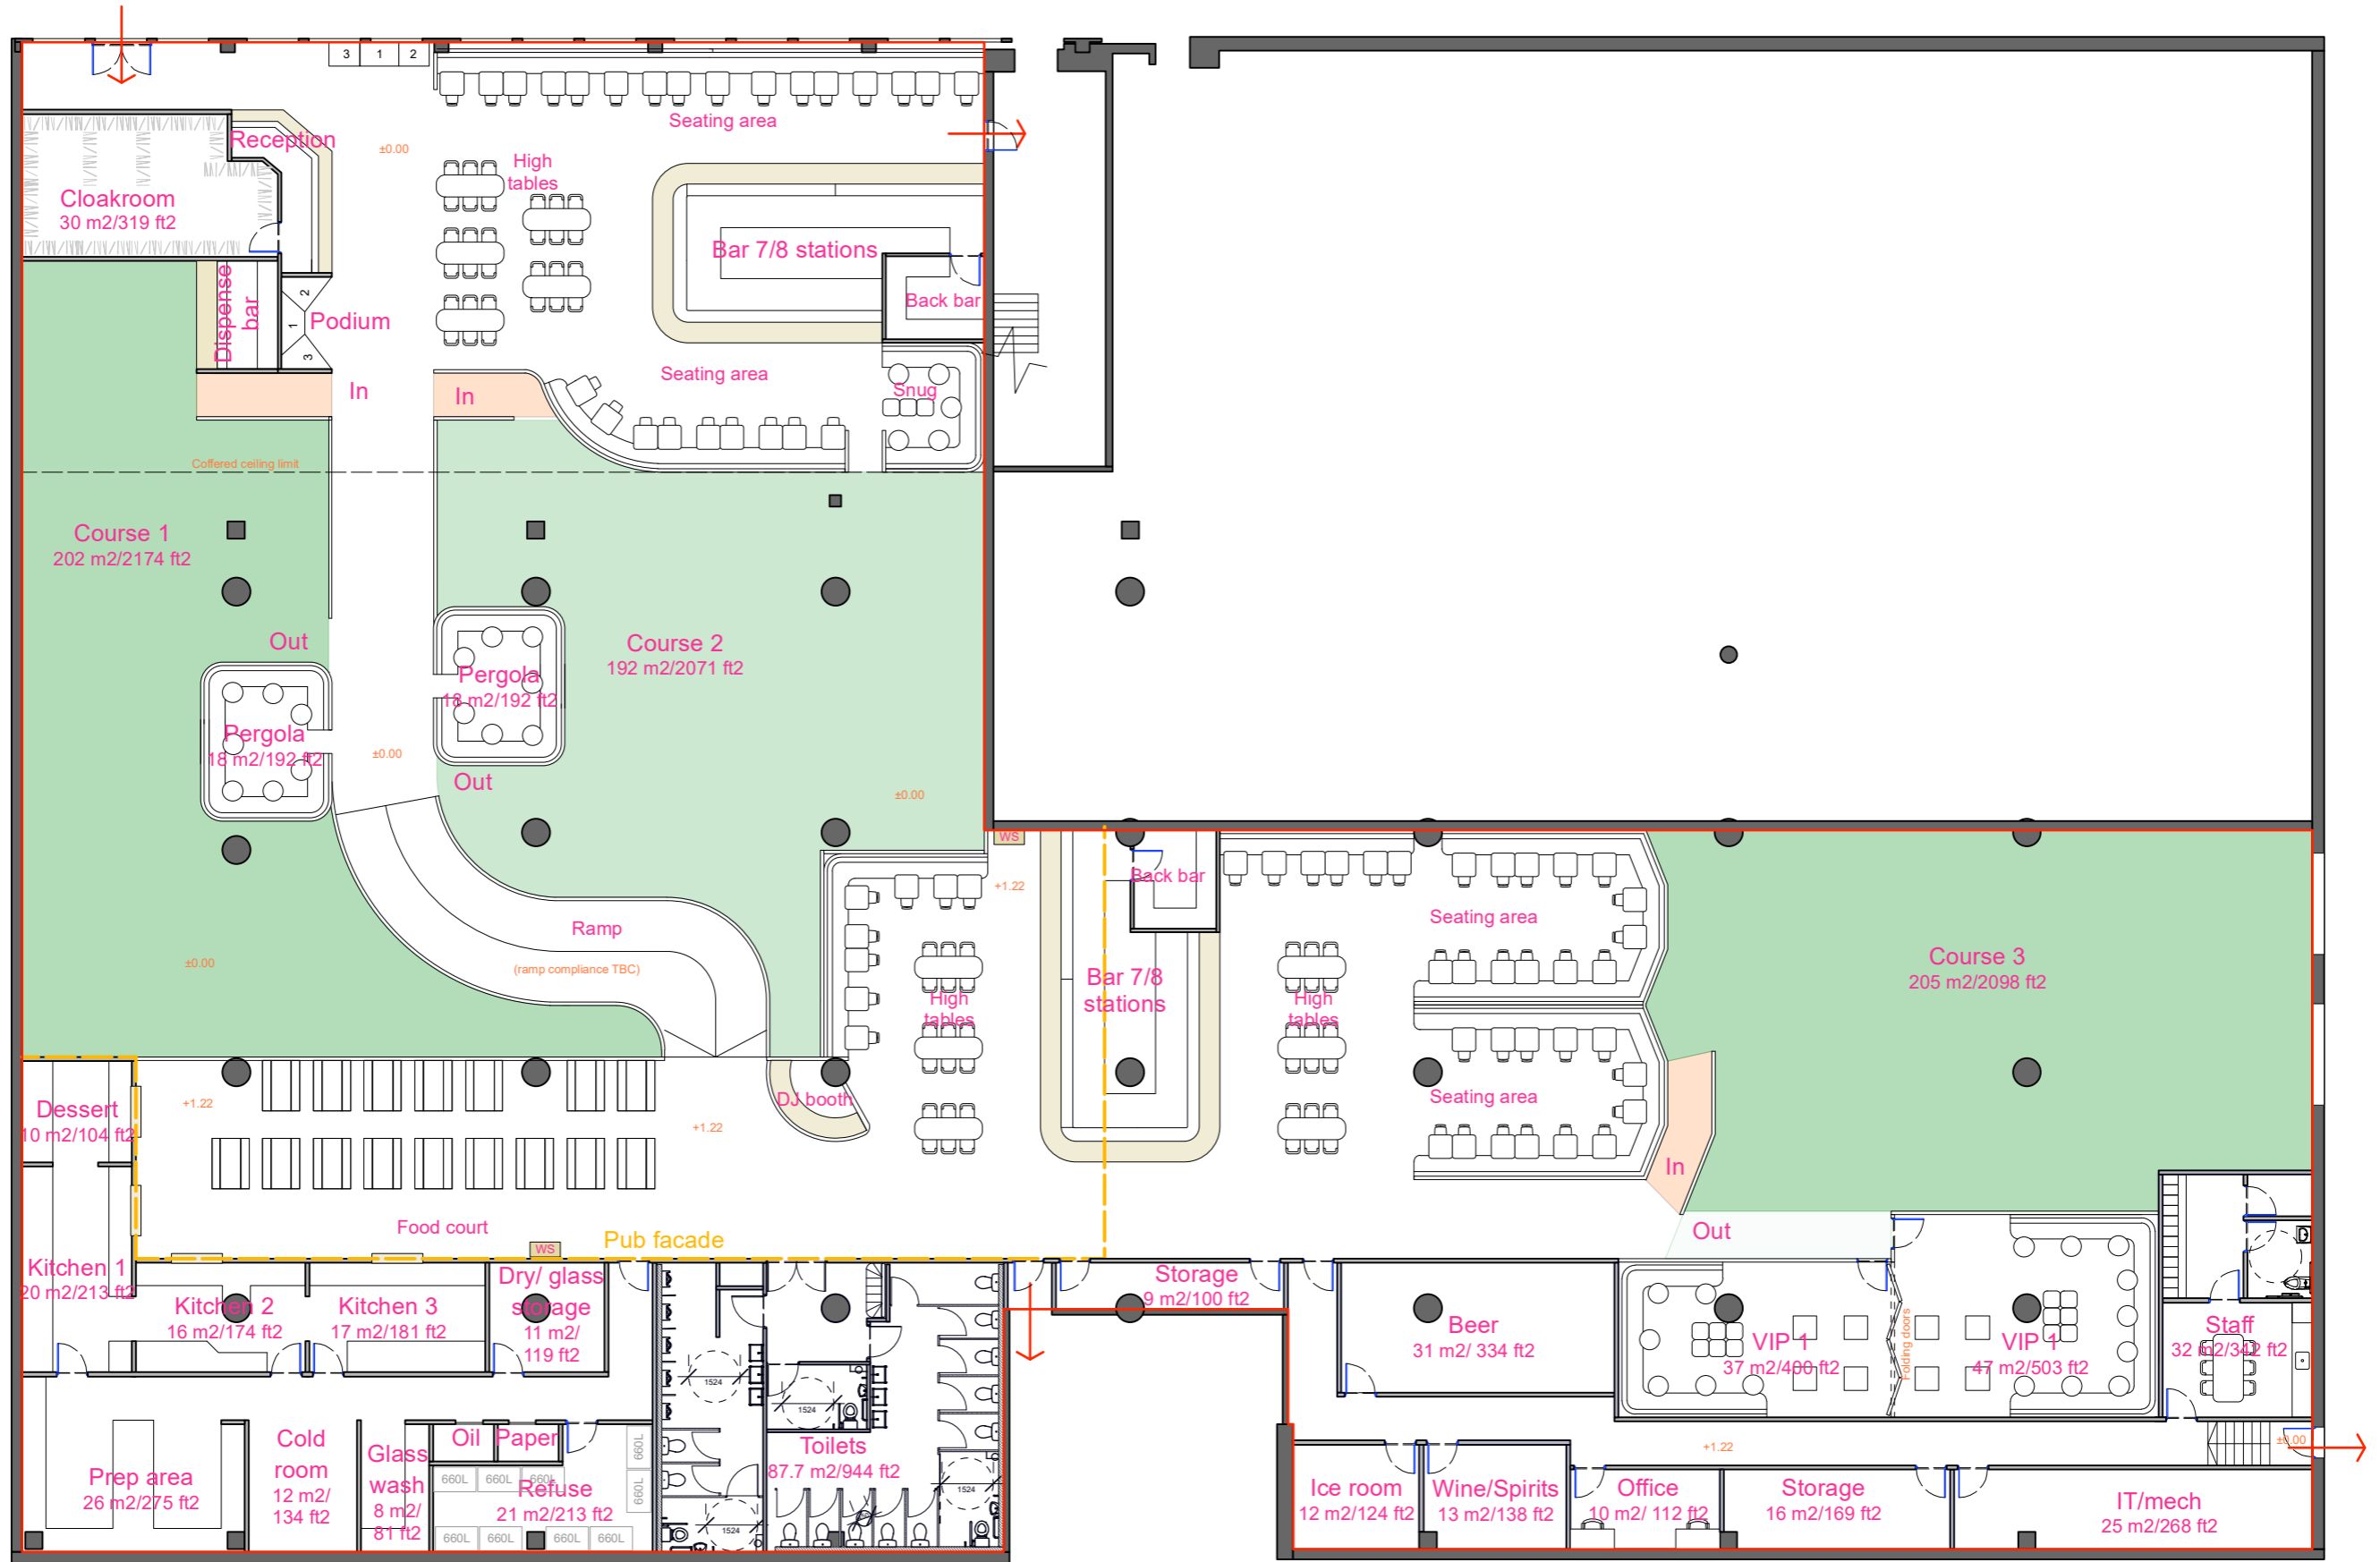 3 1 2
Seating area
Reception
±0.00
High
tables
Cloakroom
30 m2/319 ft2
Bar 7/8 stations
Dispense
bar
2
1
3
Podium
Back bar
In
In
Seating area
Snug
Coffered ceiling limit
Course 1
202 m2/2174 ft2
Out
Course 2
192 m2/2071 ft2
Pergola
18 m2/192 ft2
Pergola
18 m2/192 ft2
±0.00
Out
±0.00
WS
+1.22
Back bar
Ramp
(ramp compliance TBC)
±0.00
Seating area
Course 3
205 m2/2098 ft2
High
tables
Bar 7/8
stations
High
tables
Dessert
10 m2/104 ft2
+1.22
DJ booth
+1.22
Seating area
In
Food court
WS
Pub facade
Out
Kitchen 1
20 m2/213 ft2
Kitchen 2
16 m2/174 ft2
Kitchen 3
17 m2/181 ft2
Dry/ glass
storage
11 m2/
119 ft2
Storage
9 m2/100 ft2
Beer
31 m2/ 334 ft2
VIP 1
37 m2/400 ft2
Folding doors
VIP 1
47 m2/503 ft2
Staff
32 m2/342 ft2
1524
1524
Prep area
26 m2/275 ft2
Cold
room
12 m2/
134 ft2
Glass
wash
8 m2/
81 ft2
Oil
Paper
660L
660L
660L
660L
660L
Refuse
21 m2/213 ft2
660L
660L
660L
660L
Toilets
87.7 m2/944 ft2
1524
1524
+1.22
±0.00
Ice room
12 m2/124 ft2
Wine/Spirits
13 m2/138 ft2
Office
10 m2/ 112 ft2
Storage
16 m2/169 ft2
IT/mech
25 m2/268 ft2